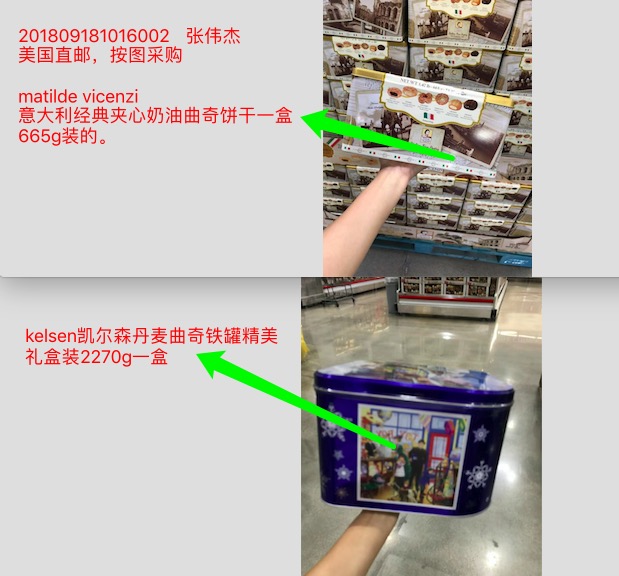 201809181016002 张伟杰
美国直邮，按图采购
matilde vicenzi
意大利经典夹心奶油曲奇饼干一盒
665g装的。
kelsen凯尔森丹麦曲奇铁罐精美
礼盒装2270g一盒